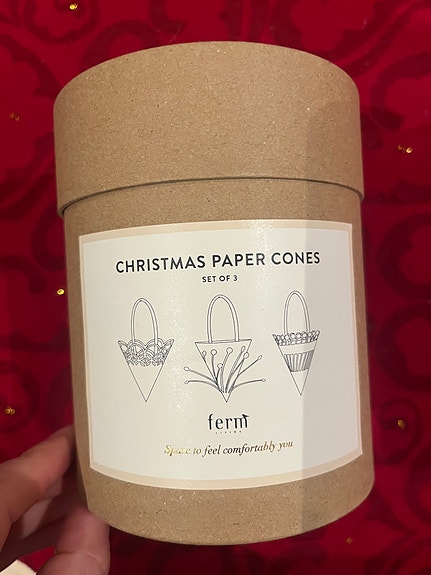 CHRISTMAS PAPER CONES
SET OF 3
ferm
LIVING
Space to feel comfortably you